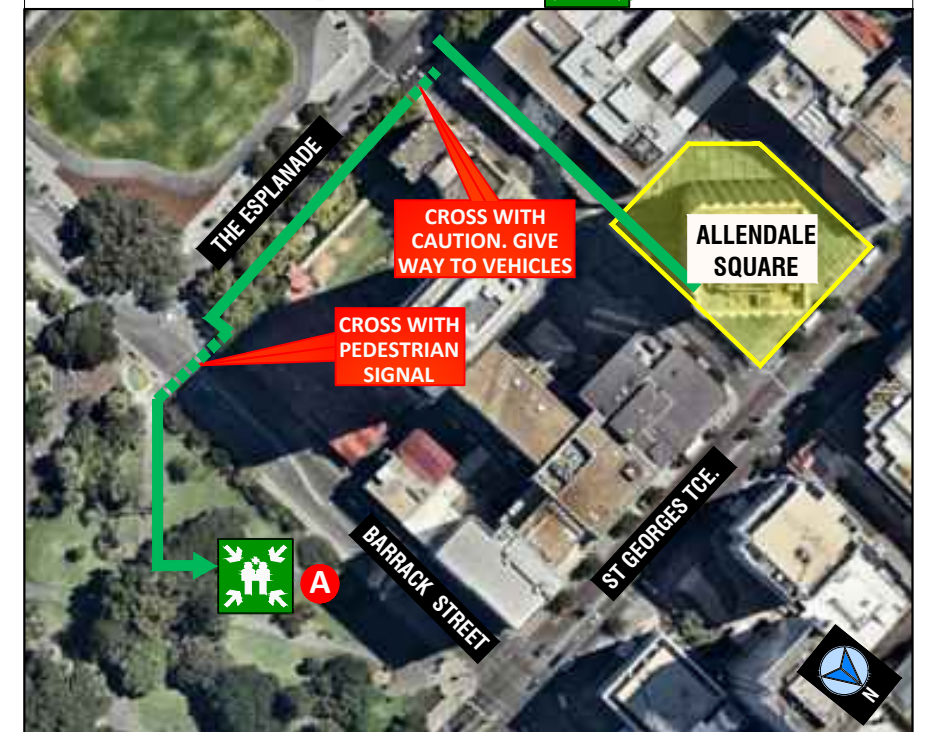 THE ESPLANADE
CROSS WITH
CAUTION. GIVE
WAY TO VEHICLES
ALLENDALE
SQUARE
CROSS WITH
PEDESTRIAN
SIGNAL
BARRACK STREET
ST GEORGES TCE.
A
N